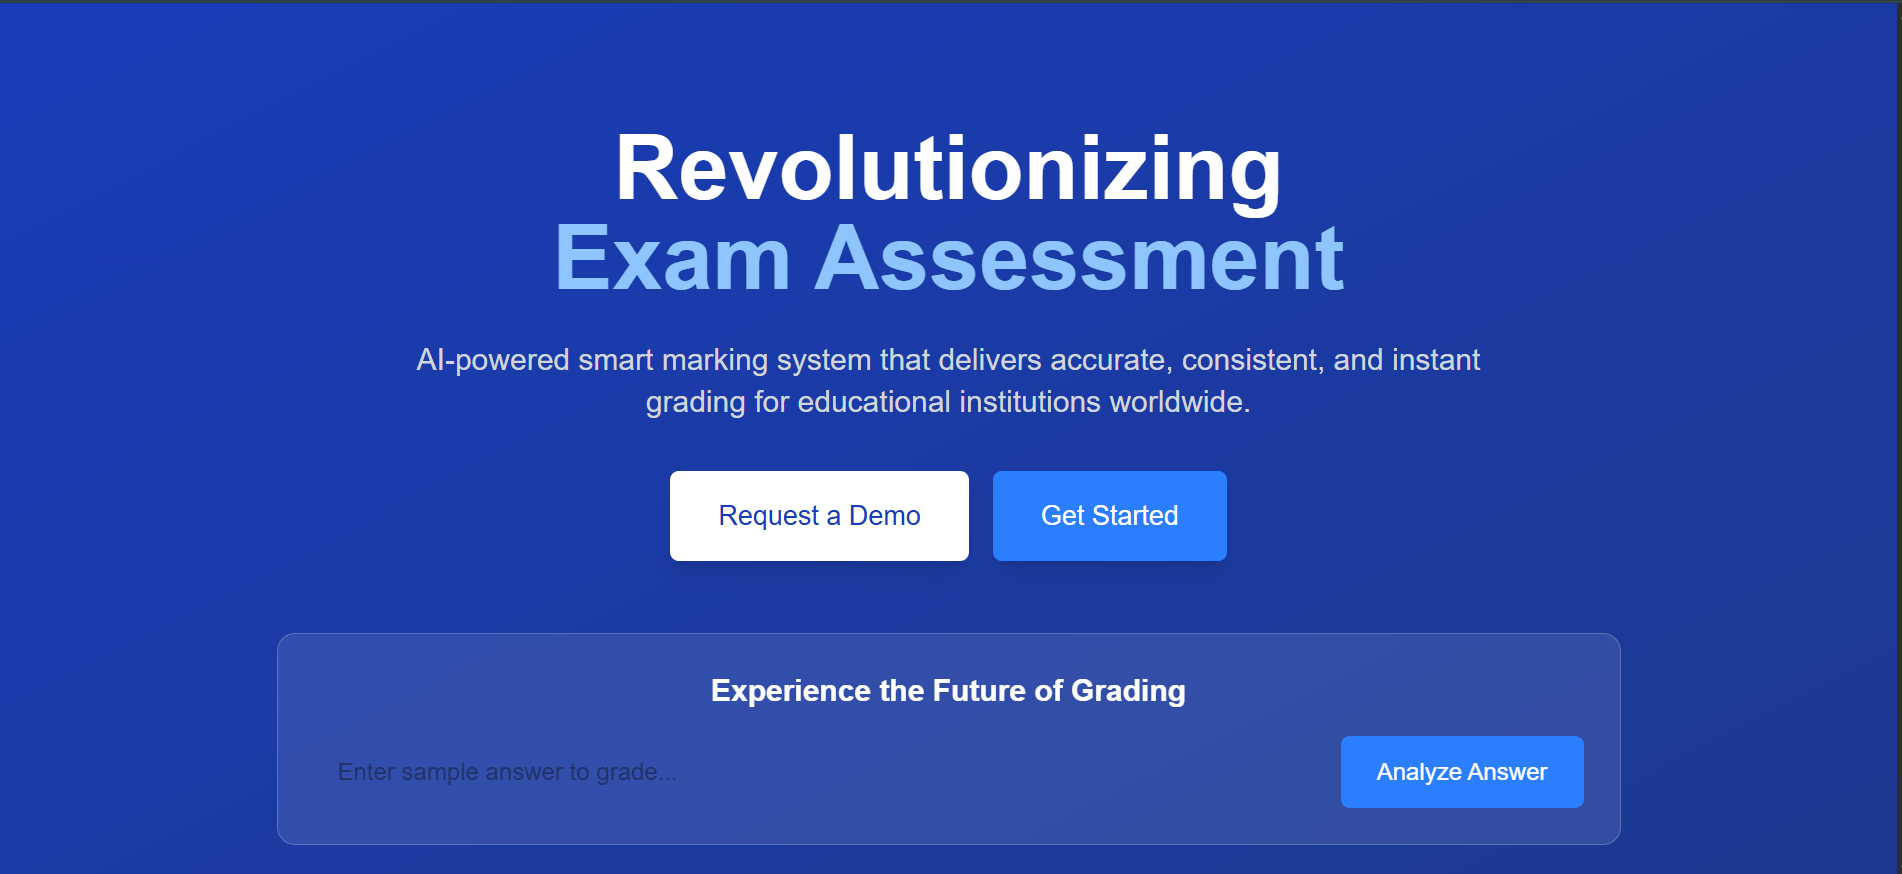 Revolutionizing
Exam Assessment
AI-powered smart marking system that delivers accurate, consistent, and instant
grading for educational institutions worldwide.
Request a Demo
Get Started
Experience the Future of Grading
Enter sample answer to grade...
Analyze Answer